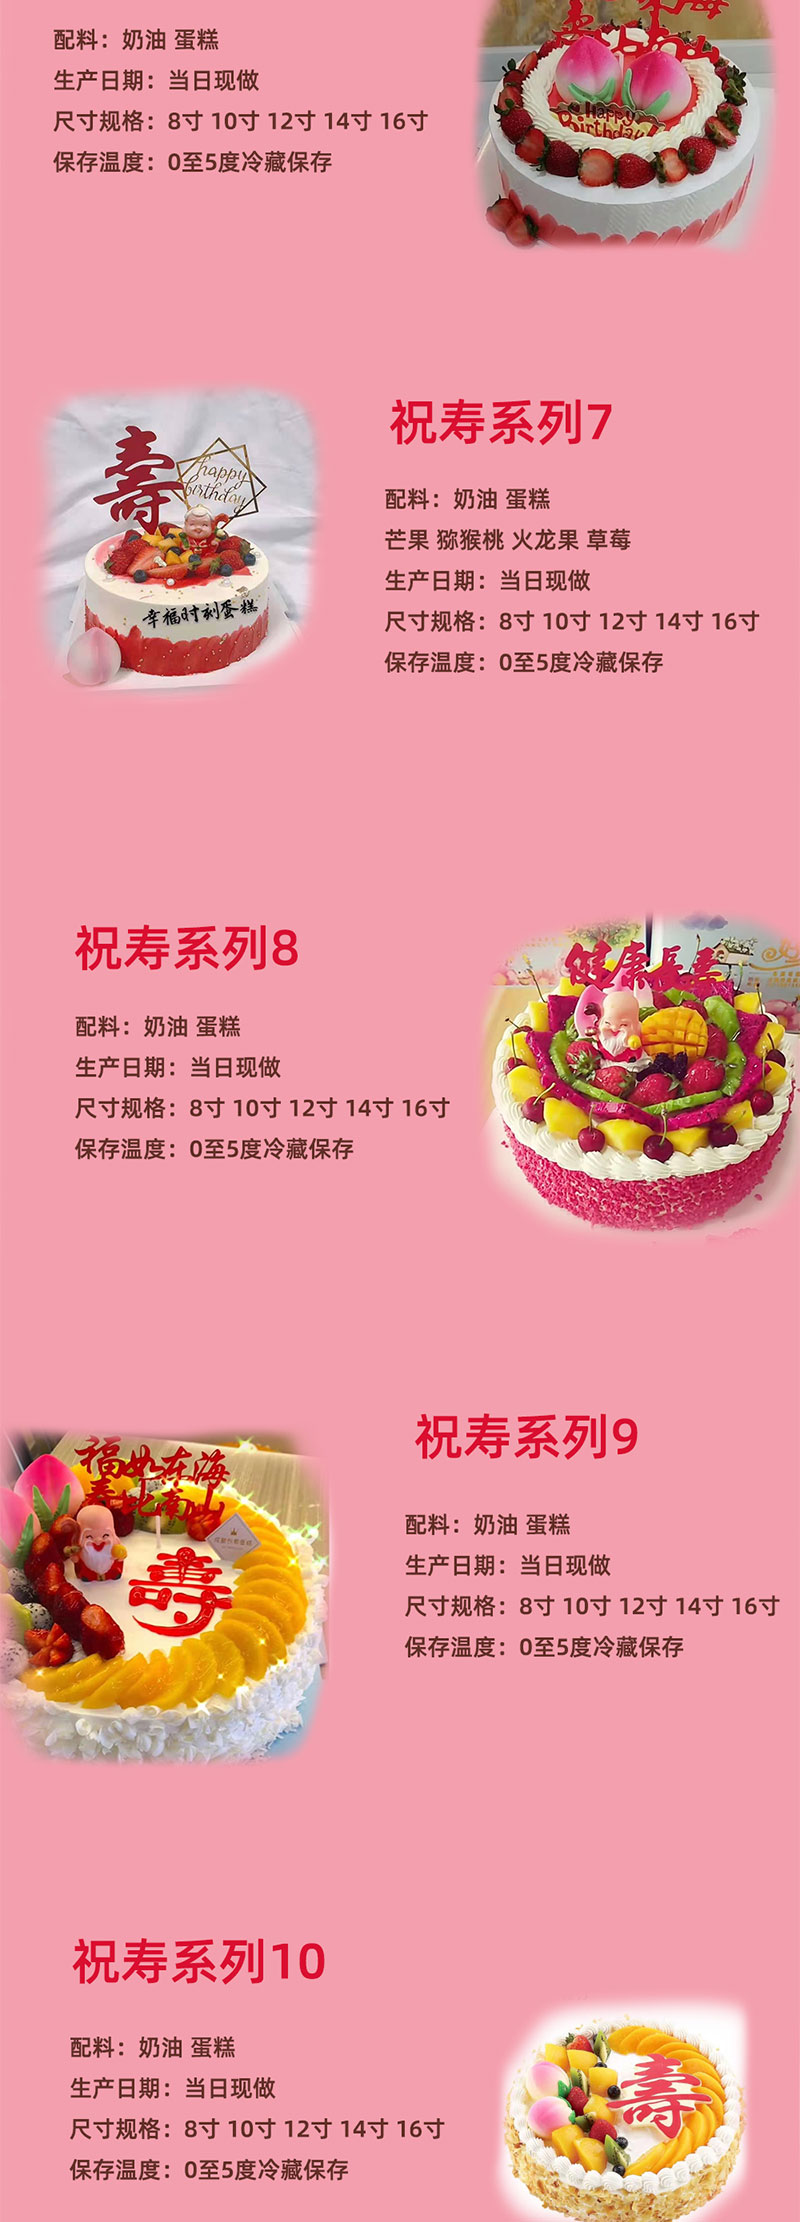 配料：奶油 蛋糕
生产日期：当日现做
尺寸规格：8寸 10寸 12寸 14寸 16寸
保存温度：0至5度冷藏保存
Happy
Birthday
祝寿系列7
壽
happy
birthday
幸福时刻蛋糕
配料：奶油 蛋糕
芒果 猕猴桃 火龙果 草莓
生产日期：当日现做
尺寸规格：8寸 10寸 12寸 14寸 16寸
保存温度：0至5度冷藏保存
祝寿系列8
健康長寿
配料：奶油 蛋糕
生产日期：当日现做
尺寸规格：8寸 10寸 12寸 14寸 16寸
保存温度：0至5度冷藏保存
祝寿系列9
福如在海
寿比南山
壽
配料：奶油 蛋糕
生产日期：当日现做
尺寸规格：8寸 10寸 12寸 14寸 16寸
保存温度：0至5度冷藏保存
祝寿系列10
壽
配料：奶油 蛋糕
生产日期：当日现做
尺寸规格：8寸 10寸 12寸 14寸 16寸
保存温度：0至5度冷藏保存